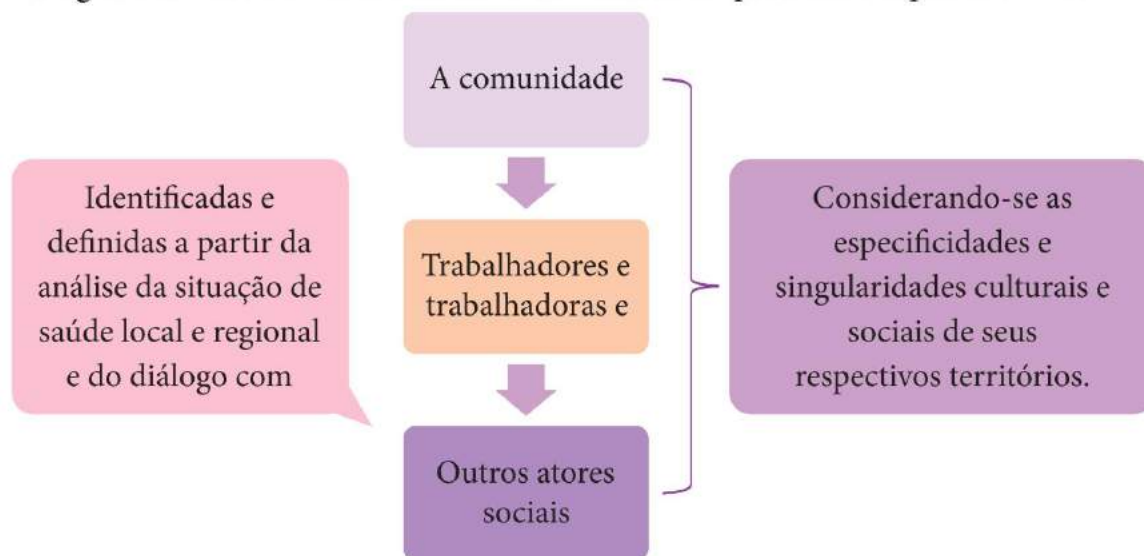 Identificadas e
definidas a partir da
análise da situação de
saúde local e regional
e do diálogo com
A comunidade
Trabalhadores e
trabalhadoras e
Outros atores
sociais
Considerando-se as
especificidades e
singularidades culturais e
sociais de seus
respectivos territórios.